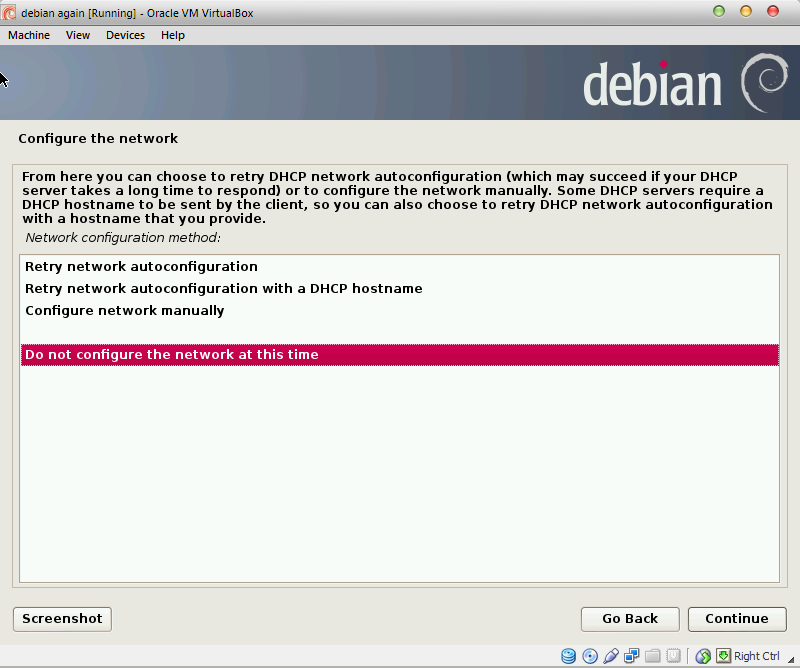 debian again [Running] - Oracle VM VirtualBox
Machine View Devices Help
debian
Configure the network
From here you can choose to retry DHCP network autoconfiguration (which may succeed if your DHCP
server takes a long time to respond) or to configure the network manually. Some DHCP servers require a
DHCP hostname to be sent by the client, so you can also choose to retry DHCP network autoconfiguration
with a hostname that you provide.
Network configuration method:
Retry network autoconfiguration
Retry network autoconfiguration with a DHCP hostname
Configure network manually
Do not configure the network at this time
Screenshot Go Back Continue
Right Ctrl